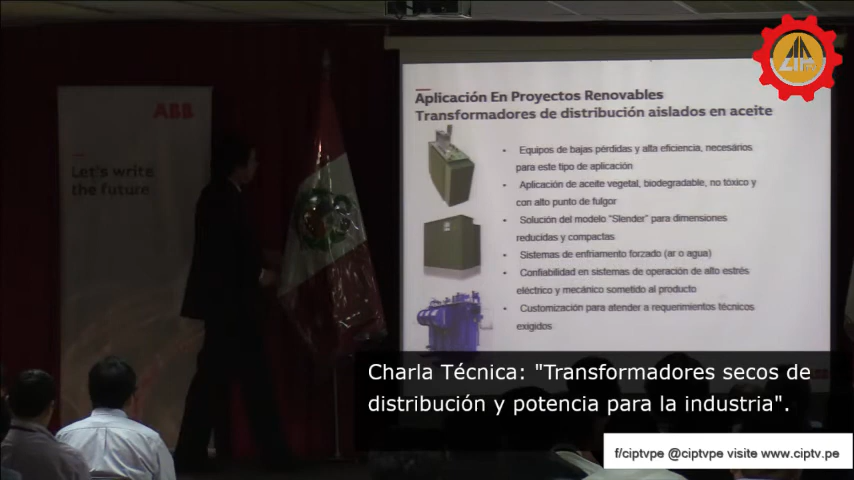 ABB
Let's write
the future
CIP
Aplicación En Proyectos Renovables
Transformadores de distribución aislados en aceite
• Equipos de bajas pérdidas y alta eficiencia, necesários
para este tipo de aplicación
• Aplicación de aceite vegetal, biodegradable, no tóxico y
con alto punto de fulgor
• Solución del modelo "Slender" para dimensiones
reducidas y compactas
• Sistemas de enfriamento forzado (ar o agua)
• Confiabilidad en sistemas de operación de alto estrés
eléctrico y mecánico sometido al producto
• Customización para atender a requerimientos técnicos
exigidos
Charla Técnica: "Transformadores secos de
distribución y potencia para la industria".
f/ciptvpe @ciptvpe visite www.ciptv.pe